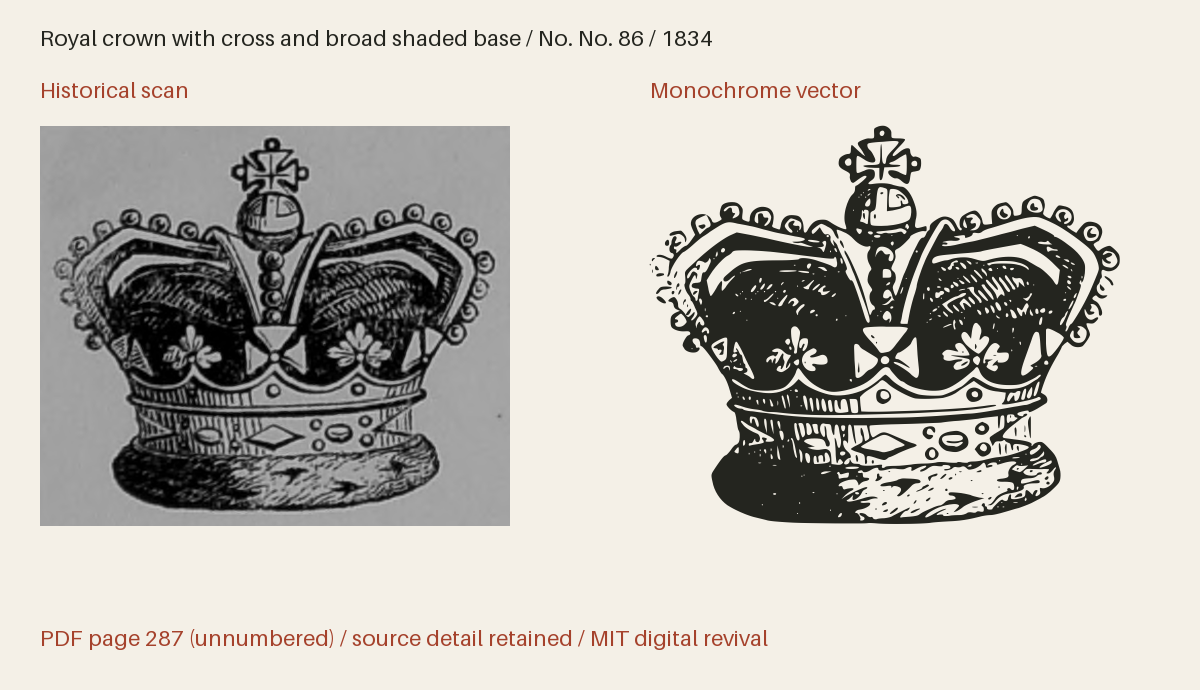 Royal crown with cross and broad shaded base / No. No. 86 / 1834
Historical scan
Monochrome vector
PDF page 287 (unnumbered) / source detail retained / MIT digital revival